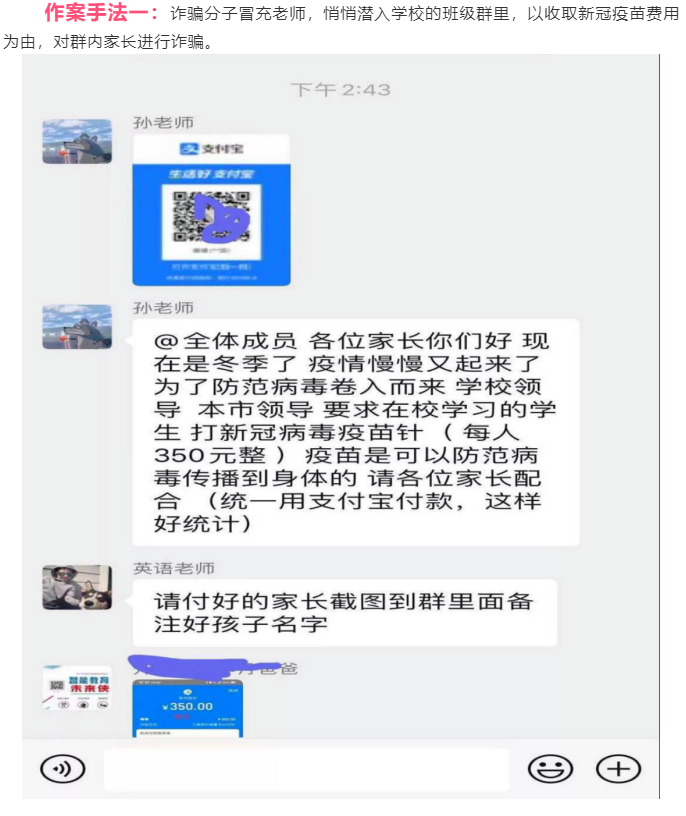 作案手法一：诈骗分子冒充老师，悄悄潜入学校的班级群里，以收取新冠疫苗费用
为由，对群内家长进行诈骗。
下午 2:43
孙老师
支付宝
生活好 支付宝
孙老师
@全体成员 各位家长你们好 现
在是冬季了 疫情慢慢又起来了
为了防范病毒卷入而来 学校领
导 本市领导 要求在校学习的学
生 打新冠病毒疫苗针 （ 每人
350元整 ） 疫苗是可以防范病
毒传播到身体的 请各位家长配
合 （统一用支付宝付款，这样
好统计）
英语老师
请付好的家长截图到群里面备
注好孩子名字
爸爸
智能教育
未来侠
¥350.00